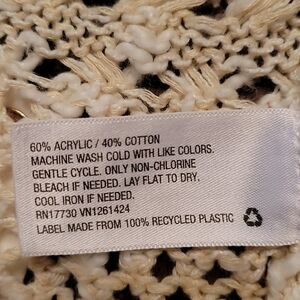 60% ACRYLIC / 40% COTTON
MACHINE WASH COLD WITH LIKE COLORS.
GENTLE CYCLE. ONLY NON-CHLORINE
BLEACH IF NEEDED. LAY FLAT TO DRY.
COOL IRON IF NEEDED.
RN17730 VN1261424
LABEL MADE FROM 100% RECYCLED PLASTIC